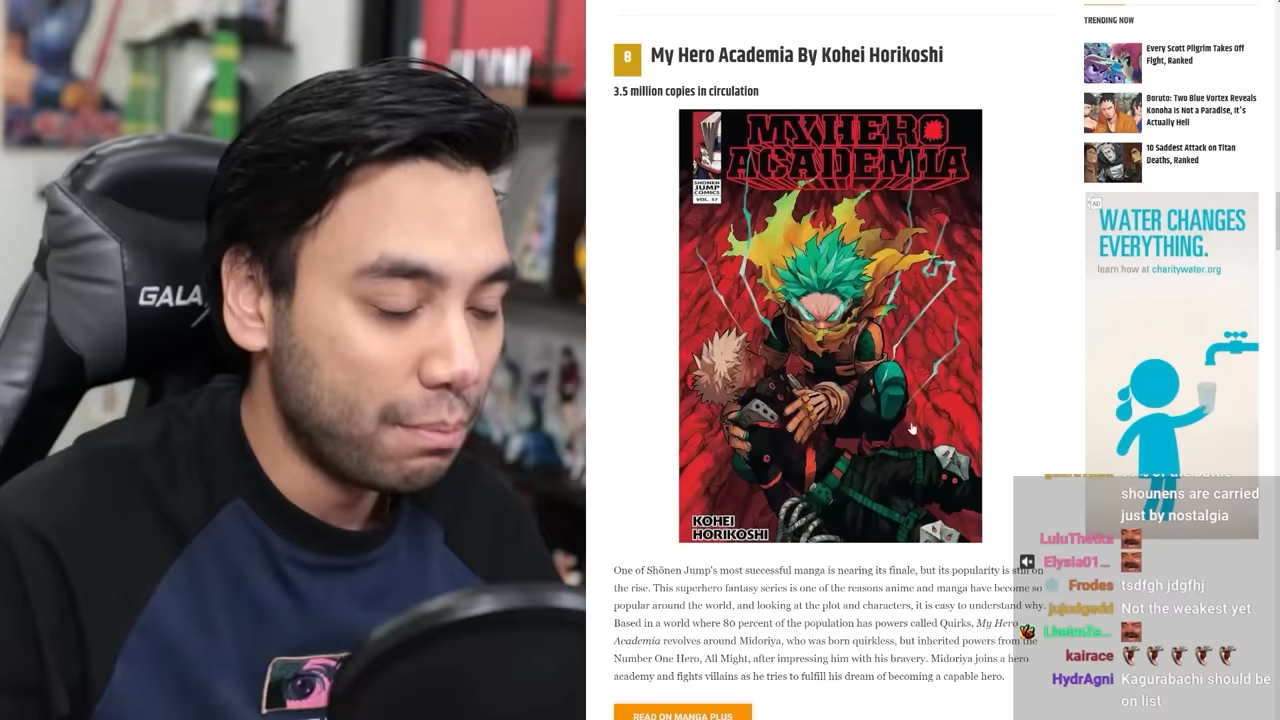 GALA
8
My Hero Academia By Kohei Horikoshi
3.5 million copies in circulation
MY HERO
ACADEMIA
SHONEN
JUMP
COMICS
VOL. 37
KOHEI
HORIKOSHI
One of Shōnen Jump's most successful manga is nearing its finale, but its popularity is still on
the rise. This superhero fantasy series is one of the reasons anime and manga have become so
popular around the world, and looking at the plot and characters, it is easy to understand why.
Based in a world where 80 percent of the population has powers called Quirks, My Hero
Academia revolves around Midoriya, who was born quirkless, but inherited powers from the
Number One Hero, All Might, after impressing him with his bravery. Midoriya joins a hero
academy and fights villains as he tries to fulfill his dream of becoming a capable hero.
READ ON MANGA PLUS
TRENDING NOW
Every Scott Pilgrim Takes Off
Fight, Ranked
Boruto: Two Blue Vortex Reveals
Konoha Is Not a Paradise, It's
Actually Hell
10 Saddest Attack on Titan
Deaths, Ranked
AD
WATER CHANGES
EVERYTHING.
learn how at charitywater.org
of the battle
shounens are carried
just by nostalgia
Elysia01...
Frodes tsdfgh jdgfhj
Not the weakest yet
kairace
HydrAgni Kagurabachi should be
on list